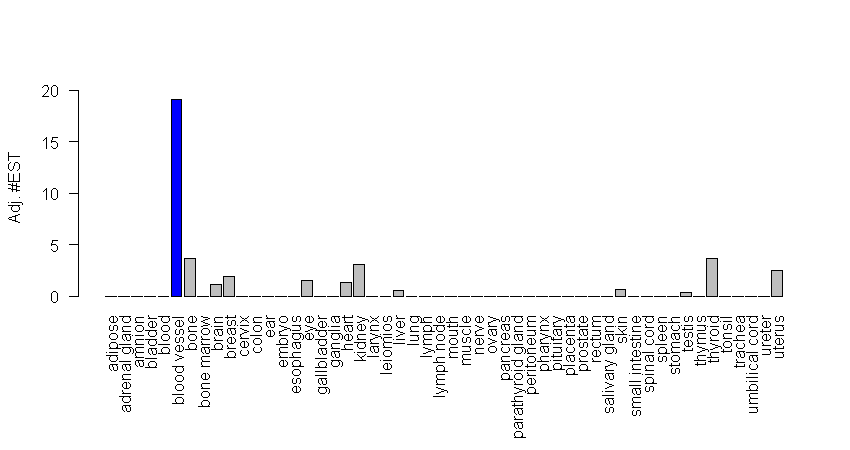 Adj. #EST
20
15
10
5
0
adipose
adrenal gland
amnion
bladder
blood
blood vessel
bone
bone marrow
brain
breast
cervix
colon
ear
embryo
esophagus
eye
gallbladder
ganglia
heart
kidney
larynx
leiomios
liver
lung
lymph
lymph node
mouth
muscle
nerve
ovary
pancreas
parathyroid gland
peritoneum
pharynx
pituitary
placenta
prostate
rectum
salivary gland
skin
small intestine
spinal cord
spleen
stomach
testis
thymus
thyroid
tonsil
trachea
umbilical cord
ureter
uterus